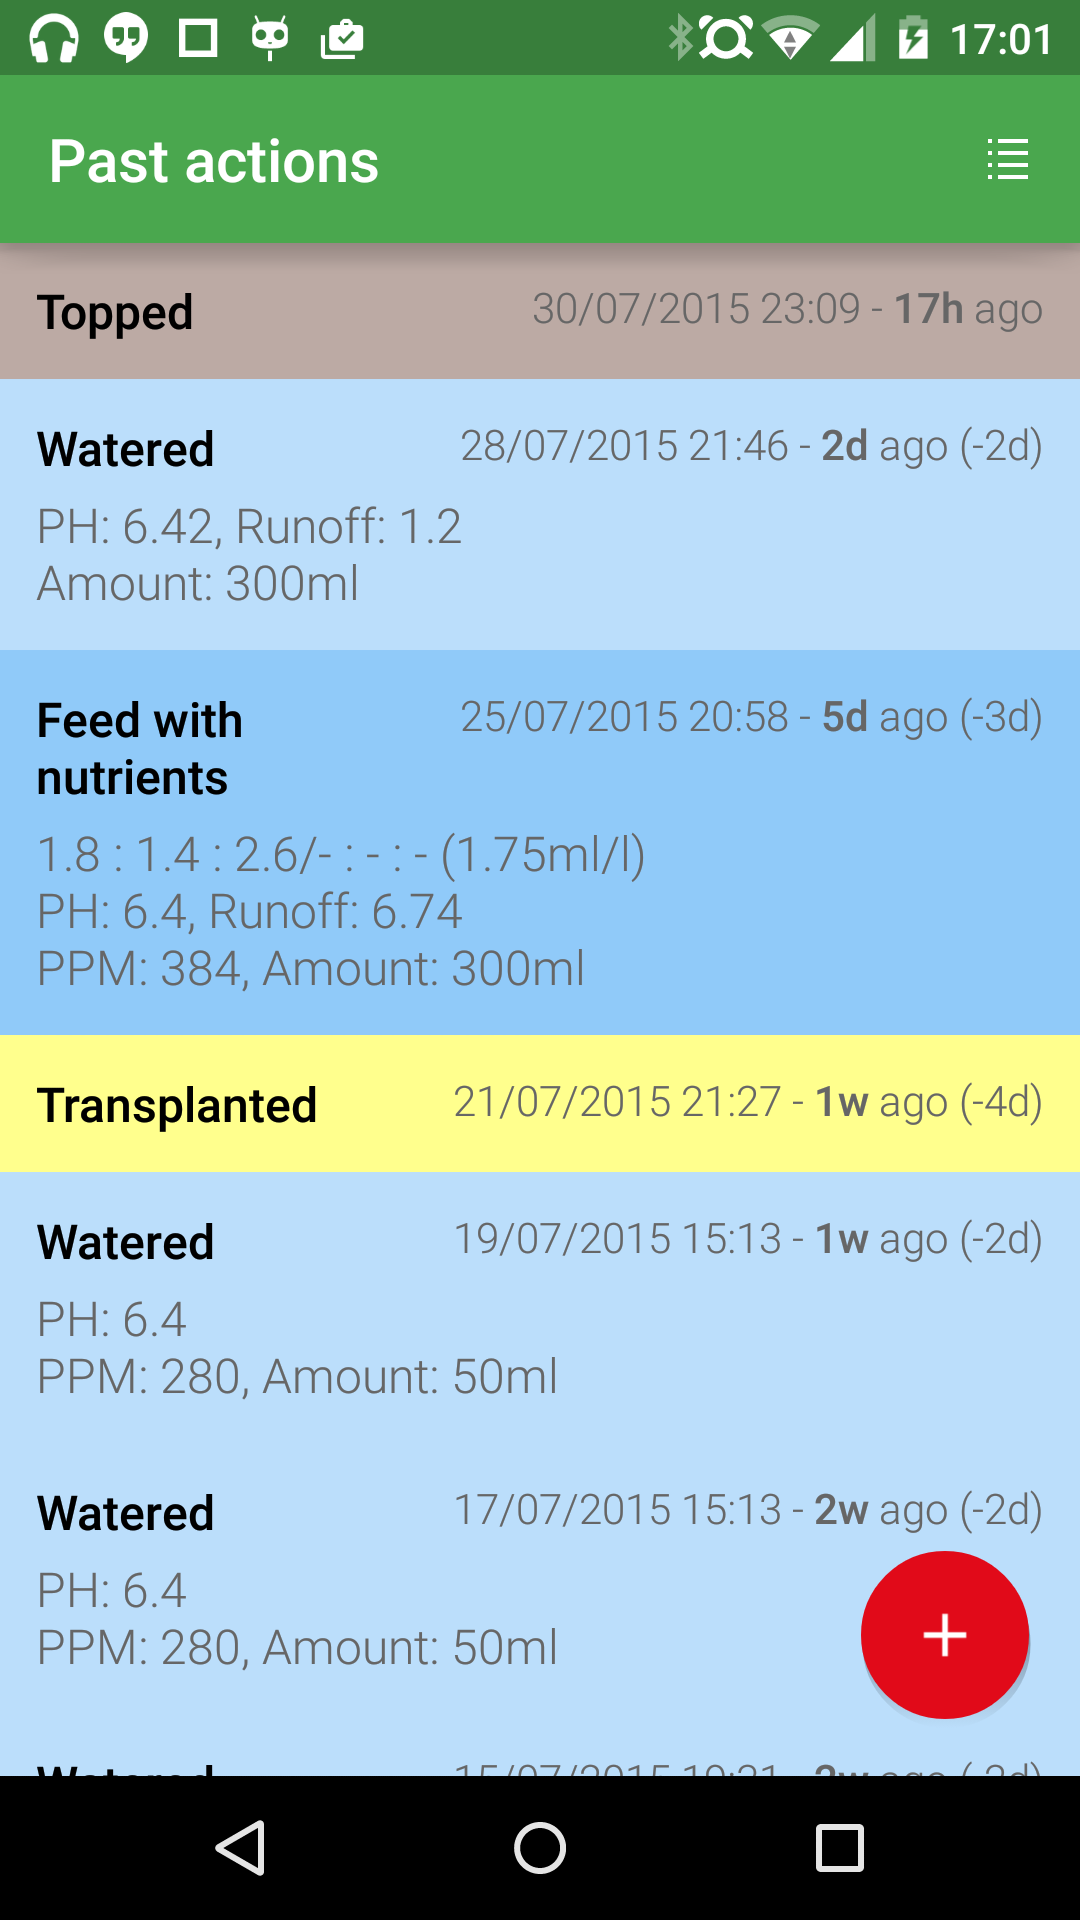 17:01
Past actions
Topped 30/07/2015 23:09 - 17h ago
Watered 28/07/2015 21:46 - 2d ago (-2d)
PH: 6.42, Runoff: 1.2
Amount: 300ml
Feed with 25/07/2015 20:58 - 5d ago (-3d)
nutrients
1.8 : 1.4 : 2.6/- : - : - (1.75ml/l)
PH: 6.4, Runoff: 6.74
PPM: 384, Amount: 300ml
Transplanted 21/07/2015 21:27 - 1w ago (-4d)
Watered 19/07/2015 15:13 - 1w ago (-2d)
PH: 6.4
PPM: 280, Amount: 50ml
Watered 17/07/2015 15:13 - 2w ago (-2d)
PH: 6.4
PPM: 280, Amount: 50ml
Watered